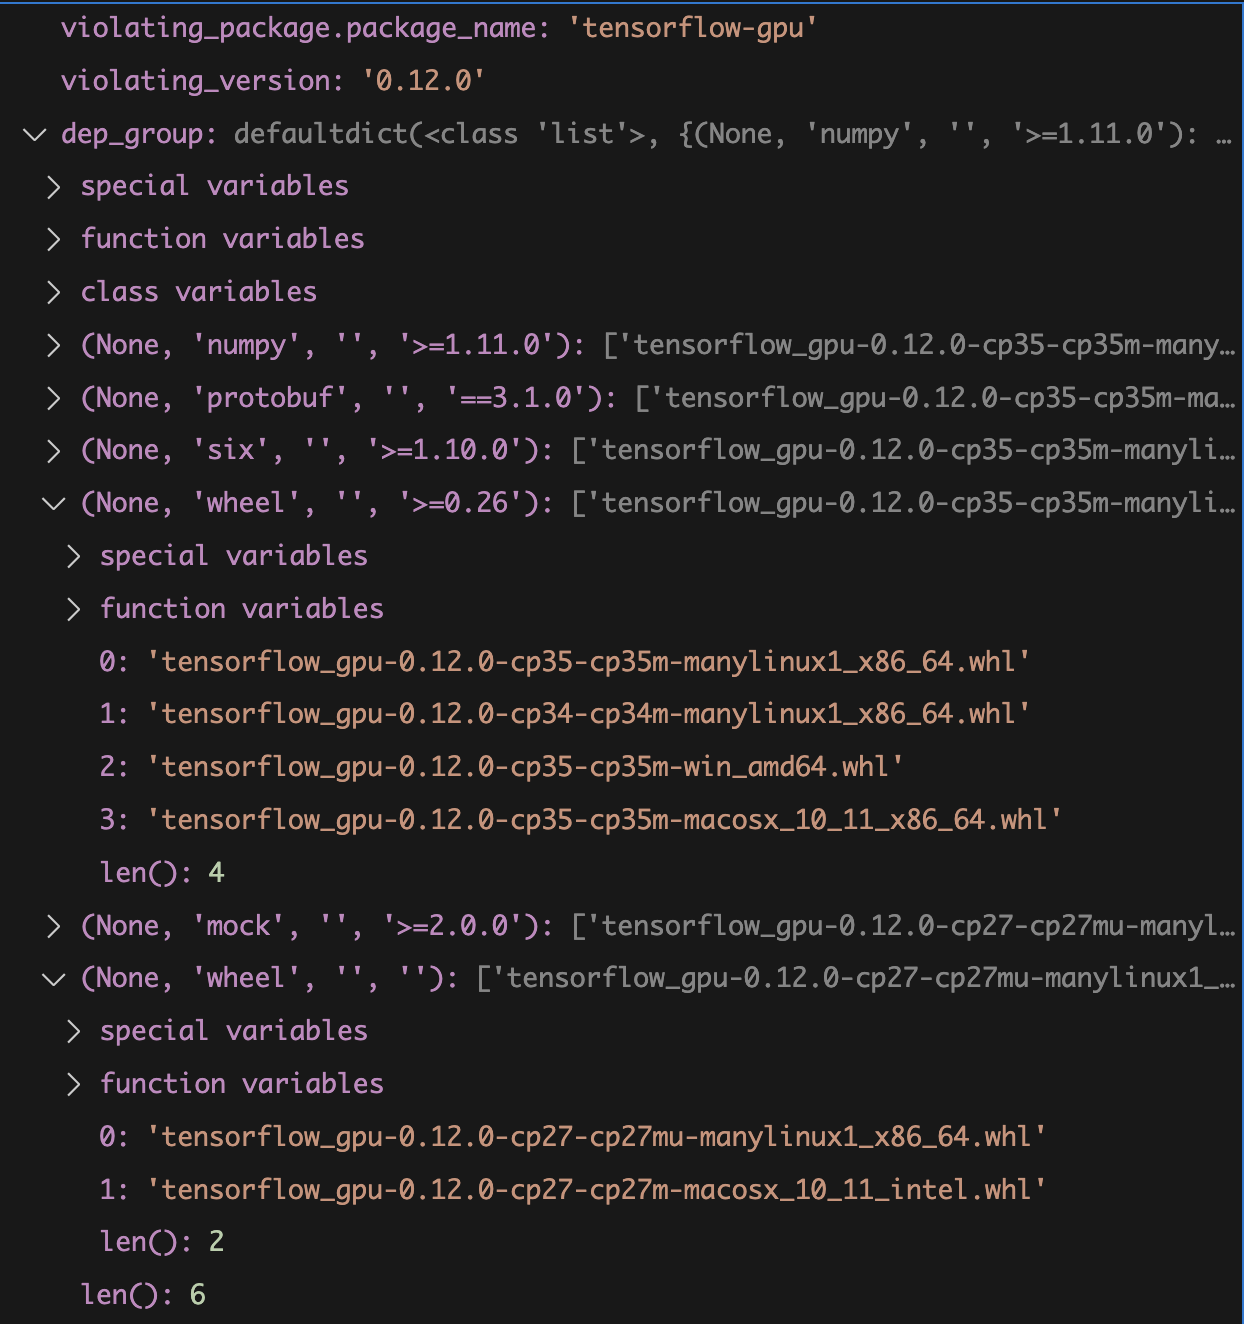 violating_package.package_name: 'tensorflow-gpu'
violating_version: '0.12.0'
dep_group: defaultdict(<class 'list'>, {(None, 'numpy', '', '>=1.11.0'): …
special variables
function variables
class variables
(None, 'numpy', '', '>=1.11.0'): ['tensorflow_gpu-0.12.0-cp35-cp35m-many…
(None, 'protobuf', '', '==3.1.0'): ['tensorflow_gpu-0.12.0-cp35-cp35m-ma…
(None, 'six', '', '>=1.10.0'): ['tensorflow_gpu-0.12.0-cp35-cp35m-manyli…
(None, 'wheel', '', '>=0.26'): ['tensorflow_gpu-0.12.0-cp35-cp35m-manyli…
special variables
function variables
0: 'tensorflow_gpu-0.12.0-cp35-cp35m-manylinux1_x86_64.whl'
1: 'tensorflow_gpu-0.12.0-cp34-cp34m-manylinux1_x86_64.whl'
2: 'tensorflow_gpu-0.12.0-cp35-cp35m-win_amd64.whl'
3: 'tensorflow_gpu-0.12.0-cp35-cp35m-macosx_10_11_x86_64.whl'
len(): 4
(None, 'mock', '', '>=2.0.0'): ['tensorflow_gpu-0.12.0-cp27-cp27mu-manyl…
(None, 'wheel', '', ''): ['tensorflow_gpu-0.12.0-cp27-cp27mu-manylinux1_…
special variables
function variables
0: 'tensorflow_gpu-0.12.0-cp27-cp27mu-manylinux1_x86_64.whl'
1: 'tensorflow_gpu-0.12.0-cp27-cp27m-macosx_10_11_intel.whl'
len(): 2
len(): 6